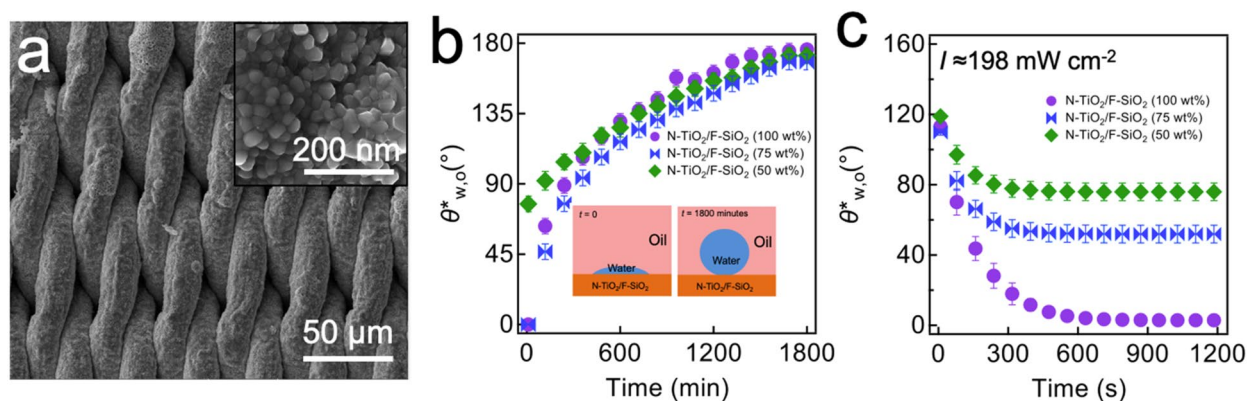 a
200 nm
50 μm
b
θ*w,o(°)
180
135
90
45
0
N-TiO2/F-SiO2 (100 wt%)
N-TiO2/F-SiO2 (75 wt%)
N-TiO2/F-SiO2 (50 wt%)
t = 0
Oil
Water
N-TiO2/F-SiO2
t = 1800 minutes
Oil
Water
N-TiO2/F-SiO2
0 600 1200 1800
Time (min)
c
θ*w,o(°)
160
120
80
40
0
I ≈198 mW cm-2
N-TiO2/F-SiO2 (100 wt%)
N-TiO2/F-SiO2 (75 wt%)
N-TiO2/F-SiO2 (50 wt%)
0 300 600 900 1200
Time (s)